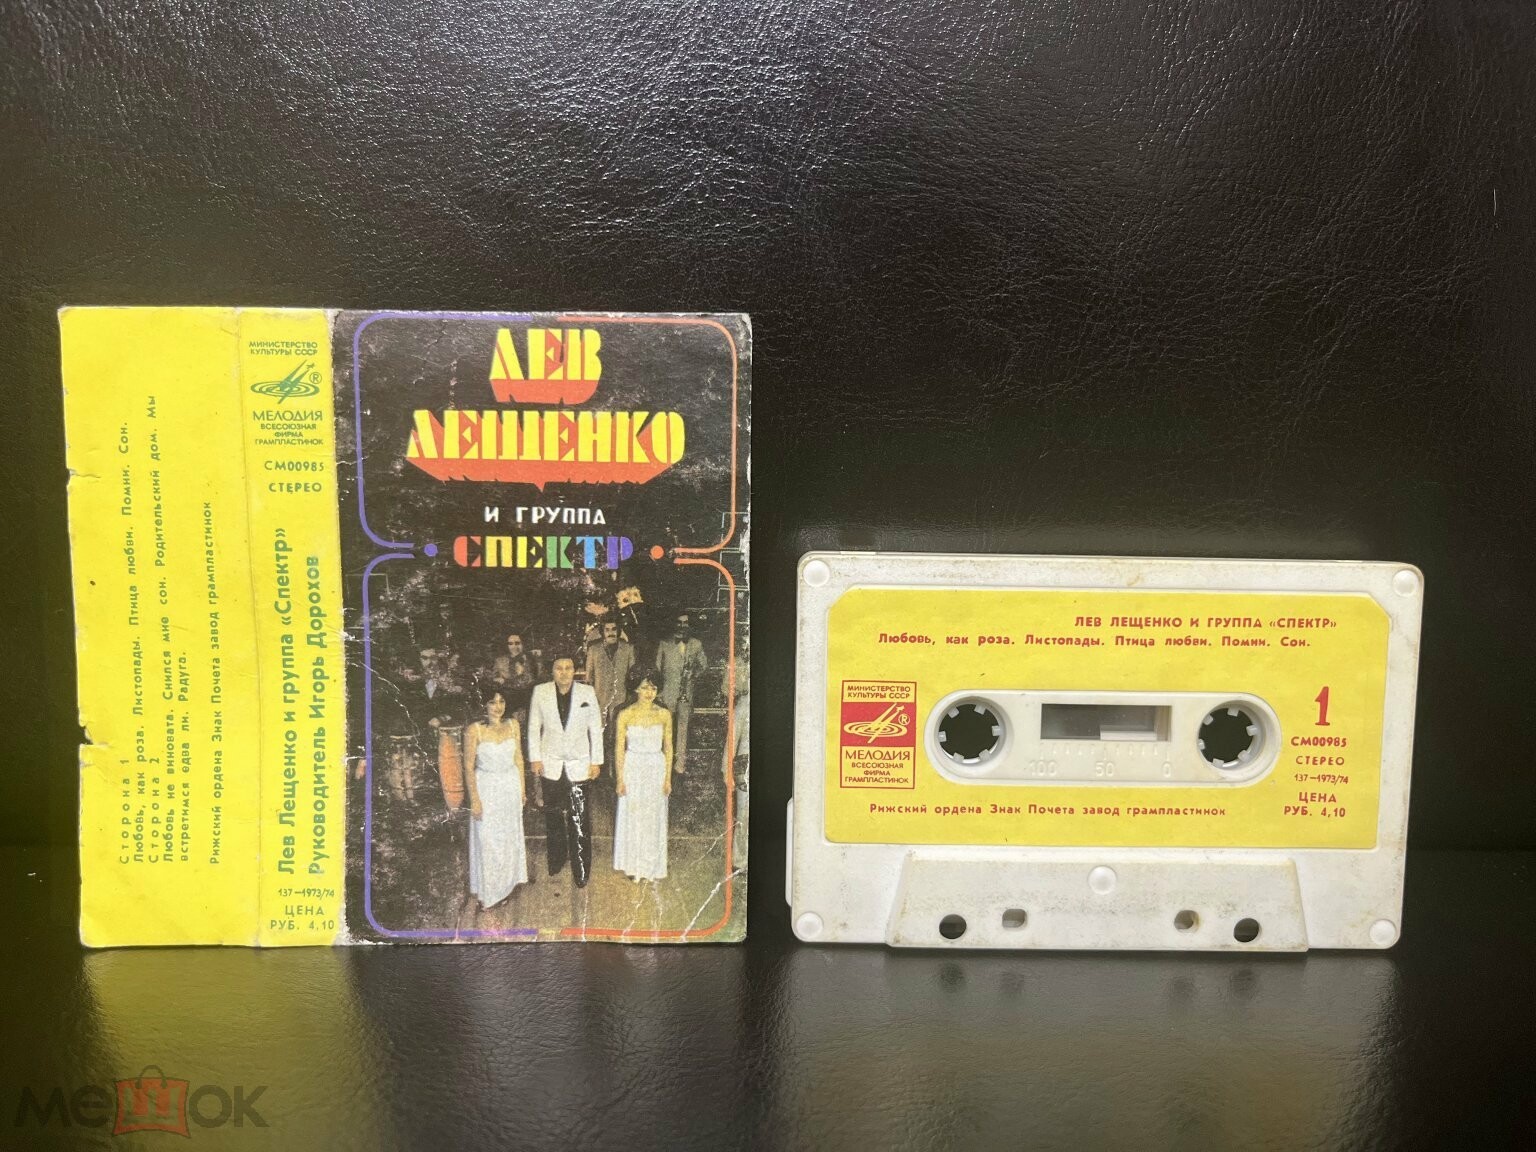 Сторона 1
Любовь, как роза. Листопады. Птица любви. Помни. Сон.
Сторона 2
Любовь не виновата. Снился мне сон. Родительский дом. Мы
встретимся едва ли. Радуга.
Рижский ордена Знак Почета завод грампластинок
МИНИСТЕРСТВО
КУЛЬТУРЫ СССР
®
МЕЛОДИЯ
ВСЕСОЮЗНАЯ
ФИРМА
ГРАМПЛАСТИНОК
СМ00985
СТЕРЕО
Лев Лещенко и группа «Спектр»
Руководитель Игорь Дорохов
137—1973/74
ЦЕНА
РУБ. 4,10
ЛЕВ
ЛЕЩЕНКО
И ГРУППА
СПЕКТР
ЛЕВ ЛЕЩЕНКО И ГРУППА «СПЕКТР»
Любовь, как роза. Листопады. Птица любви. Помни. Сон.
МИНИСТЕРСТВО
КУЛЬТУРЫ СССР
®
МЕЛОДИЯ
ВСЕСОЮЗНАЯ
ФИРМА
ГРАМПЛАСТИНОК
100 50 0
1
СМ00985
СТЕРЕО
137—1973/74
ЦЕНА
РУБ. 4,10
Рижский ордена Знак Почета завод грампластинок
мешок